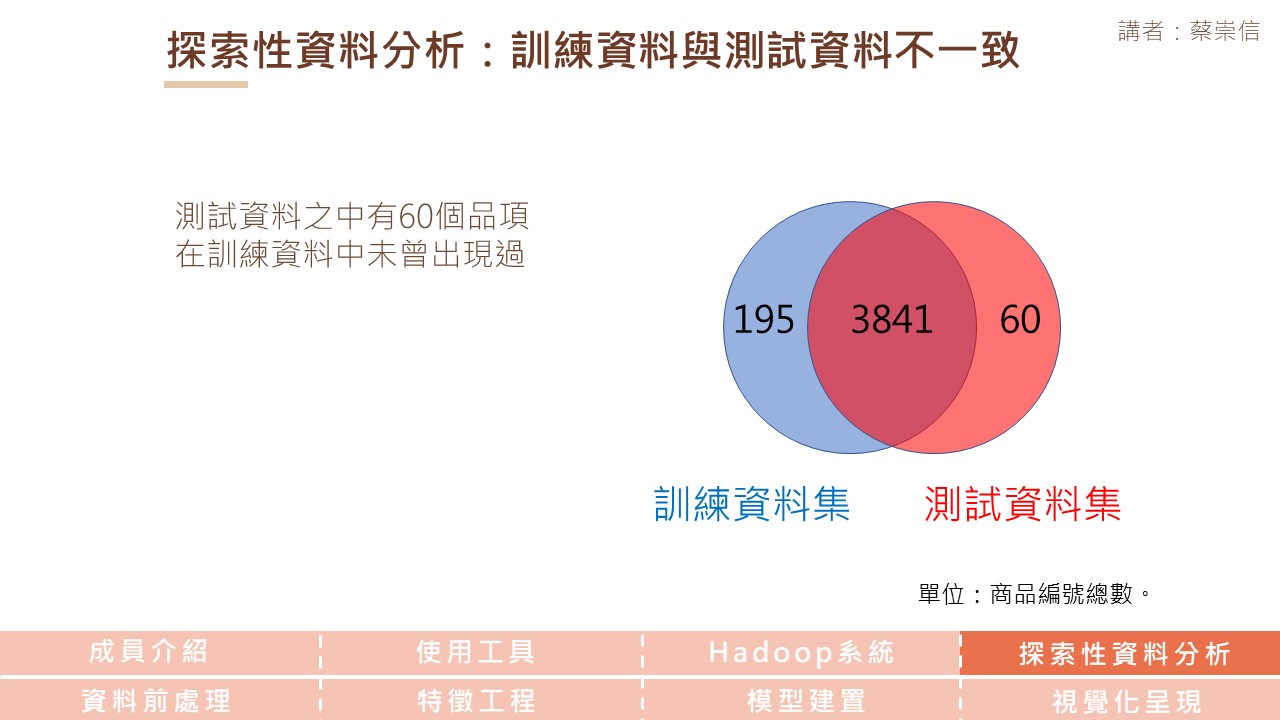 講者：蔡崇信
探索性資料分析：訓練資料與測試資料不一致
測試資料之中有60個品項
在訓練資料中未曾出現過
195 3841 60
訓練資料集 測試資料集
單位：商品編號總數。
成員介紹 使用工具 Hadoop系統 探索性資料分析
資料前處理 特徵工程 模型建置 視覺化呈現